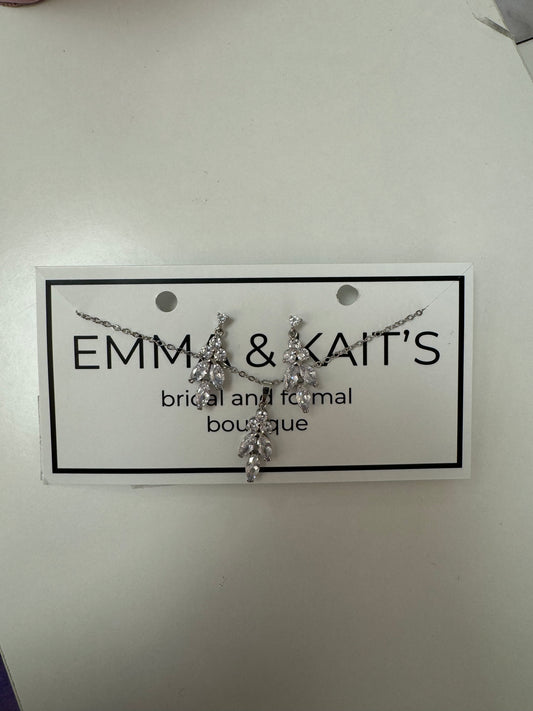 EMMA & KAIT'S
bridal and formal
boutique